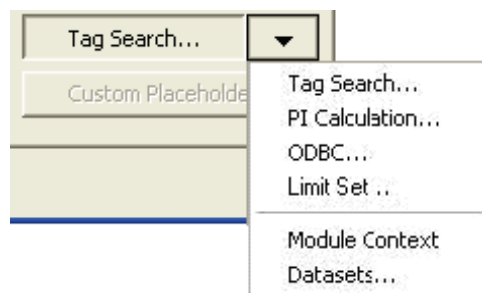 Tag Search...
Custom Placeholde
Tag Search...
PI Calculation...
ODBC...
Limit Set ..
Module Context
Datasets...